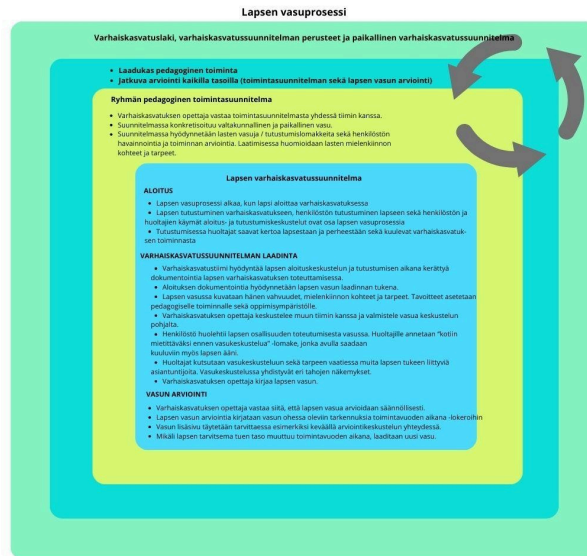 Lapsen vasuprosessi
Varhaiskasvatuslaki, varhaiskasvatussuunnitelman perusteet ja paikallinen varhaiskasvatussuunnitelma
• Laadukas pedagoginen toiminta
• Jatkuva arviointi kaikilla tasoilla (toimintasuunnitelman sekä lapsen vasun arviointi)
Ryhmän pedagoginen toimintasuunnitelma
• Varhaiskasvatuksen opettaja vastaa toimintasuunnitelmasta yhdessä tiimin kanssa.
• Suunnitelmassa konkretisoituu valtakunnallinen ja paikallinen vasu.
• Suunnitelmassa hyödynnetään lasten vasuja / tutustumislomakkeita sekä henkilöstön
havainnointia ja toiminnan arviointia. Laatimisessa huomioidaan lasten mielenkiinnon
kohteet ja tarpeet.
Lapsen varhaiskasvatussuunnitelma
ALOITUS
• Lapsen vasuprosessi alkaa, kun lapsi aloittaa varhaiskasvatuksessa
• Lapsen tutustuminen varhaiskasvatukseen, henkilöstön tutustuminen lapseen sekä henkilöstön ja
huoltajien käymät aloitus- ja tutustumiskeskustelut ovat osa lapsen vasuprosessia
• Tutustumisessa huoltajat saavat kertoa lapsestaan ja perheestään sekä kuulevat varhaiskasvatuk-
sen toiminnasta
VARHAISKASVATUSSUUNNITELMAN LAADINTA
• Varhaiskasvatustiimi hyödyntää lapsen aloituskeskustelun ja tutustumisen aikana kerättyä
dokumentointia lapsen varhaiskasvatuksen toteuttamisessa.
• Aloituksen dokumentointia hyödynnetään lapsen vasun laadinnan tukena.
• Lapsen vasussa kuvataan hänen vahvuudet, mielenkiinnon kohteet ja tarpeet. Tavoitteet asetetaan
pedagogiselle toiminnalle sekä oppimisympäristölle.
• Varhaiskasvatuksen opettaja keskustelee muun tiimin kanssa ja valmistelee vasua keskustelun
pohjalta.
• Henkilöstö huolehtii lapsen osallisuuden toteutumisesta vasussa. Huoltajille annetaan "kotiin
mietittäväksi ennen vasukeskustelua" -lomake, jonka avulla saadaan
kuuluviin myös lapsen ääni.
• Huoltajat kutsutaan vasukeskusteluun sekä tarpeen vaatiessa muita lapsen tukeen liittyviä
asiantuntijoita. Vasukeskustelussa yhdistyvät eri tahojen näkemykset.
• Varhaiskasvatuksen opettaja kirjaa lapsen vasun.
VASUN ARVIOINTI
• Varhaiskasvatuksen opettaja vastaa siitä, että lapsen vasua arvioidaan säännöllisesti.
• Lapsen vasun arviointia kirjataan vasun ohessa oleviin tarkennuksia toimintavuoden aikana -lokeroihin
• Vasun lisäsivu täytetään tarvittaessa esimerkiksi keväällä arviointikeskustelun yhteydessä.
• Mikäli lapsen tarvitsema tuen taso muuttuu toimintavuoden aikana, laaditaan uusi vasu.